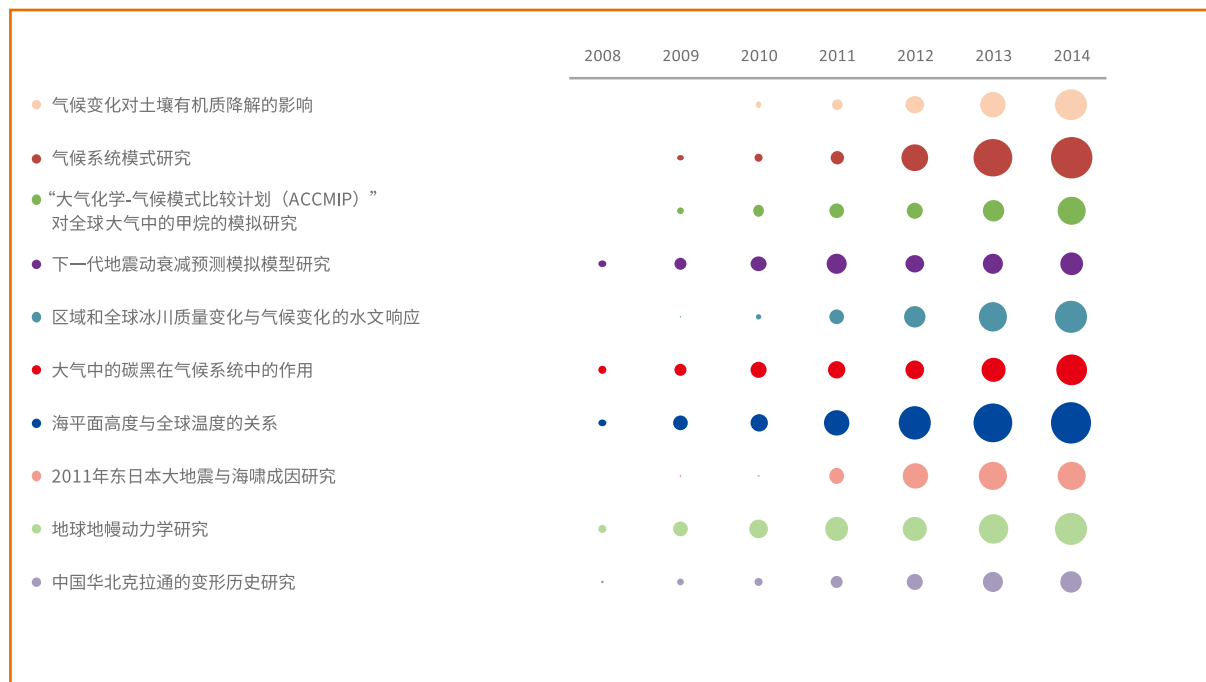 2008 2009 2010 2011 2012 2013 2014
气候变化对土壤有机质降解的影响
气候系统模式研究
“大气化学-气候模式比较计划（ACCMIP）”
对全球大气中的甲烷的模拟研究
下一代地震动衰减预测模拟模型研究
区域和全球冰川质量变化与气候变化的水文响应
大气中的碳黑在气候系统中的作用
海平面高度与全球温度的关系
2011年东日本大地震与海啸成因研究
地球地幔动力学研究
中国华北克拉通的变形历史研究